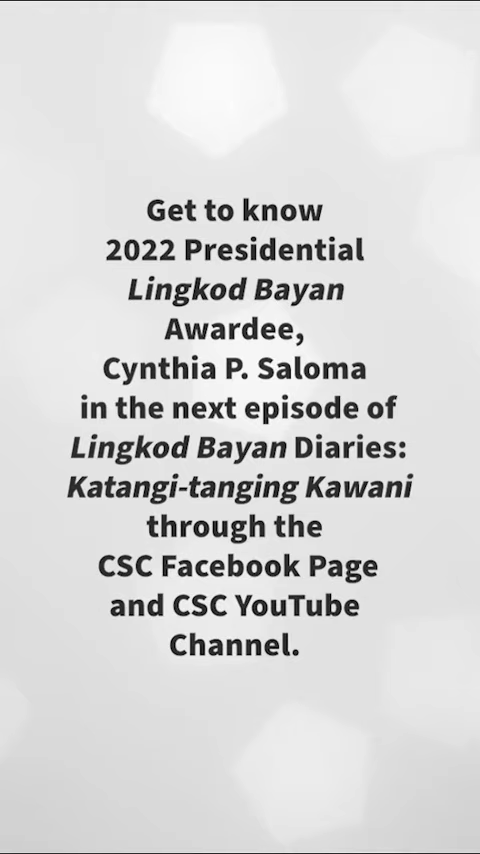 Get to know
2022 Presidential
Lingkod Bayan
Awardee,
Cynthia P. Saloma
in the next episode of
Lingkod Bayan Diaries:
Katangi-tanging Kawani
through the
CSC Facebook Page
and CSC YouTube
Channel.